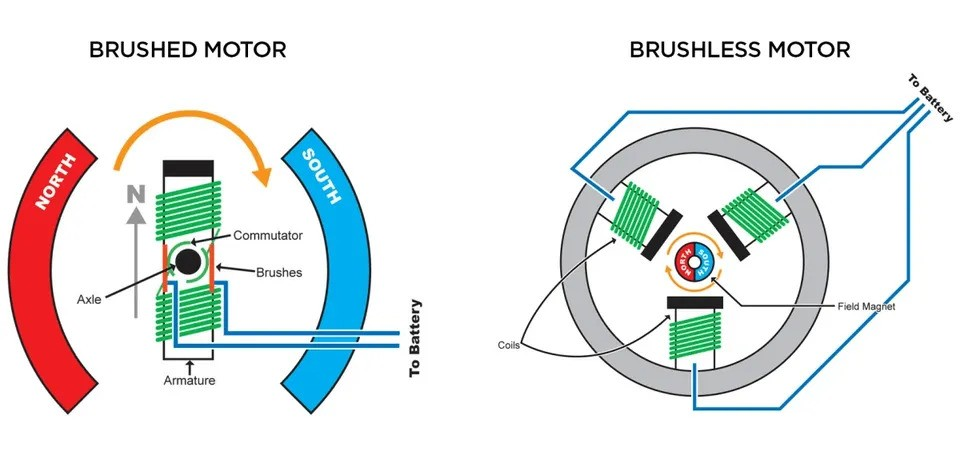 BRUSHED MOTOR
NORTH
SOUTH
N
Commutator
Brushes
Axle
Armature
To Battery
BRUSHLESS MOTOR
To Battery
NORTH
SOUTH
Field Magnet
Coils